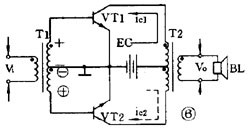 VT1
T1
ic1
T2
+
EC
Vi
⊖
Vo
BL
⊕
ic2
VT2
⑥